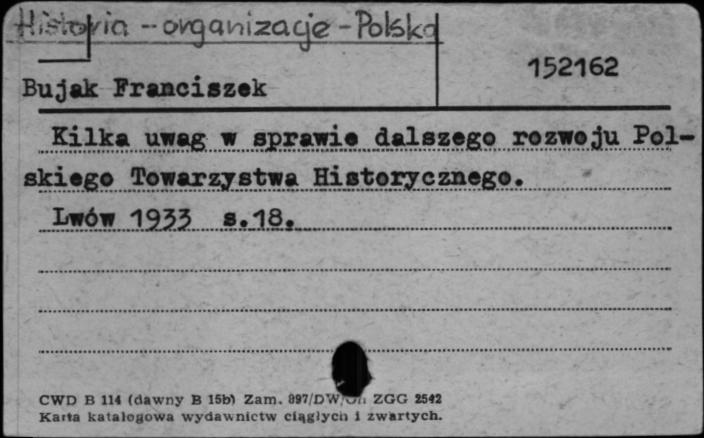 Historia - organizacje - Polska
152162
Bujak Franciszek
Kilka uwag w sprawie dalszego rozwoju Pol-
skiego Towarzystwa Historycznego.
Lwów 1933 s.18.
CWD B 114 (dawny B 15b) Zam. 897/DW/ ZGG 2542
Karta katalogowa wydawnictw ciągłych i zwartych.